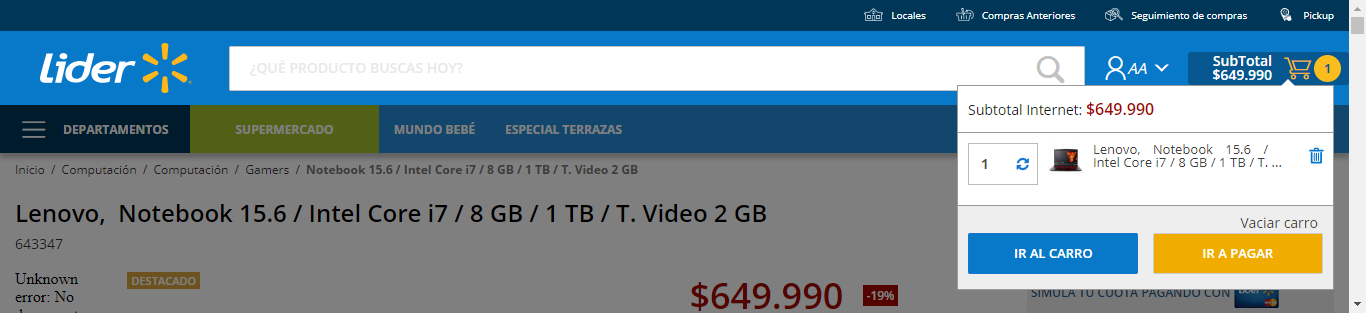 Locales Compras Anteriores Seguimiento de compras Pickup
Lider
¿QUÉ PRODUCTO BUSCAS HOY?
AA
SubTotal
$649.990
1
Subtotal Internet: $649.990
DEPARTAMENTOS SUPERMERCADO MUNDO BEBÉ ESPECIAL TERRAZAS
1
Lenovo, Notebook 15.6 /
Intel Core i7 / 8 GB / 1 TB / T. ...
Inicio / Computación / Computación / Gamers / Notebook 15.6 / Intel Core i7 / 8 GB / 1 TB / T. Video 2 GB
Lenovo, Notebook 15.6 / Intel Core i7 / 8 GB / 1 TB / T. Video 2 GB
643347
Vaciar carro
IR AL CARRO IR A PAGAR
Unknown
error: No
DESTACADO
$649.990 -19%
SIMULA TU CUOTA PAGANDO CON